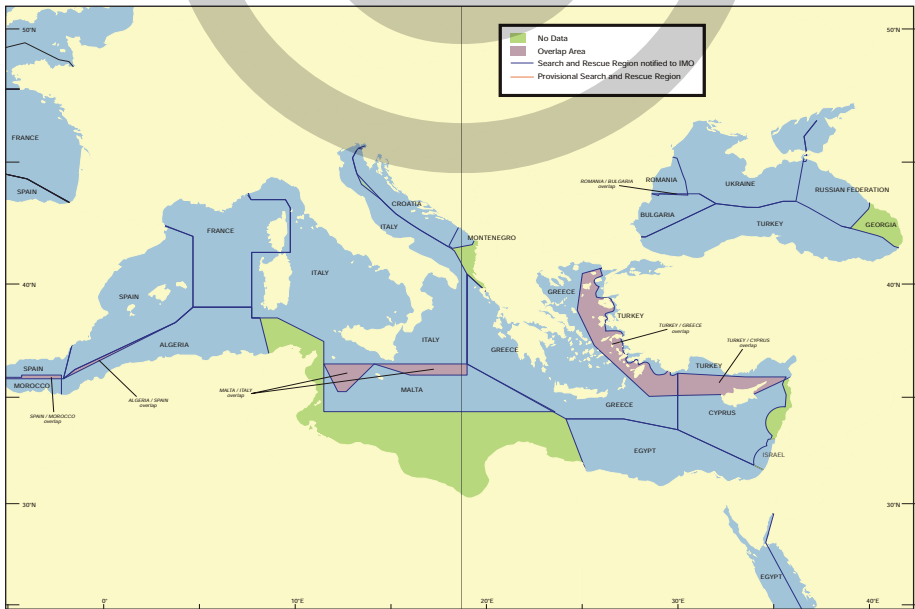 50°N
50°N
No Data
Overlap Area
Search and Rescue Region notified to IMO
Provisional Search and Rescue Region
FRANCE
SPAIN
ROMANIA / BULGARIA
overlap
ROMANIA
UKRAINE
RUSSIAN FEDERATION
BULGARIA
TURKEY
GEORGIA
CROATIA
ITALY
MONTENEGRO
FRANCE
ITALY
40°N
40°N
SPAIN
GREECE
TURKEY
TURKEY / GREECE
overlap
TURKEY / CYPRUS
overlap
ALGERIA
ITALY
GREECE
TURKEY
SPAIN
MOROCCO
MALTA / ITALY
overlap
MALTA
ALGERIA / SPAIN
overlap
SPAIN / MOROCCO
overlap
GREECE
CYPRUS
EGYPT
ISRAEL
30°N
30°N
EGYPT
0°
10°E
20°E
30°E
40°E